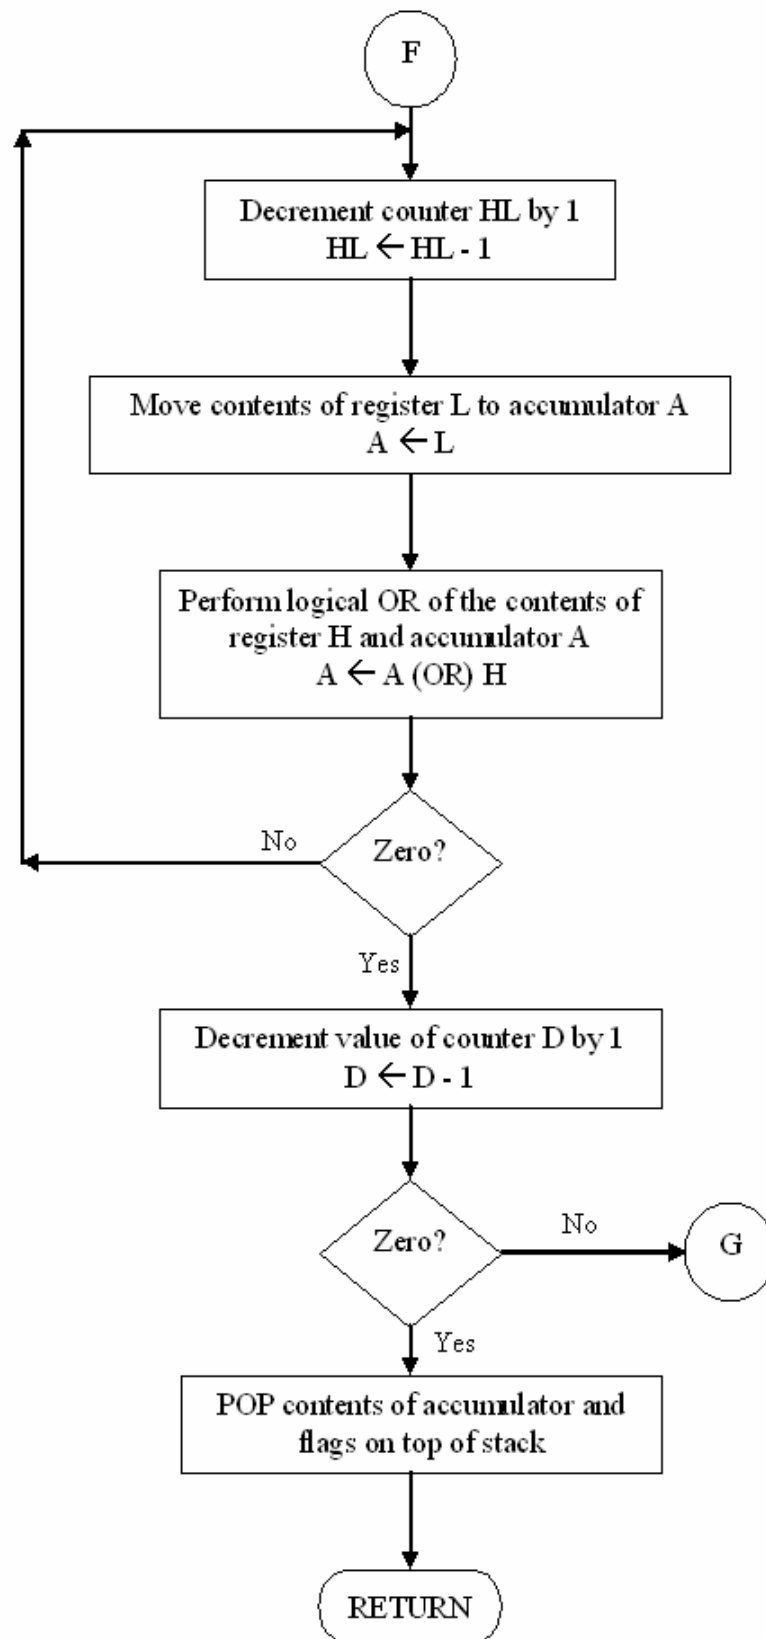 F
Decrement counter HL by 1
HL ← HL - 1
Move contents of register L to accumulator A
A ← L
Perform logical OR of the contents of
register H and accumulator A
A ← A (OR) H
No
Zero?
Yes
Decrement value of counter D by 1
D ← D - 1
Zero?
No
G
Yes
POP contents of accumulator and
flags on top of stack
RETURN